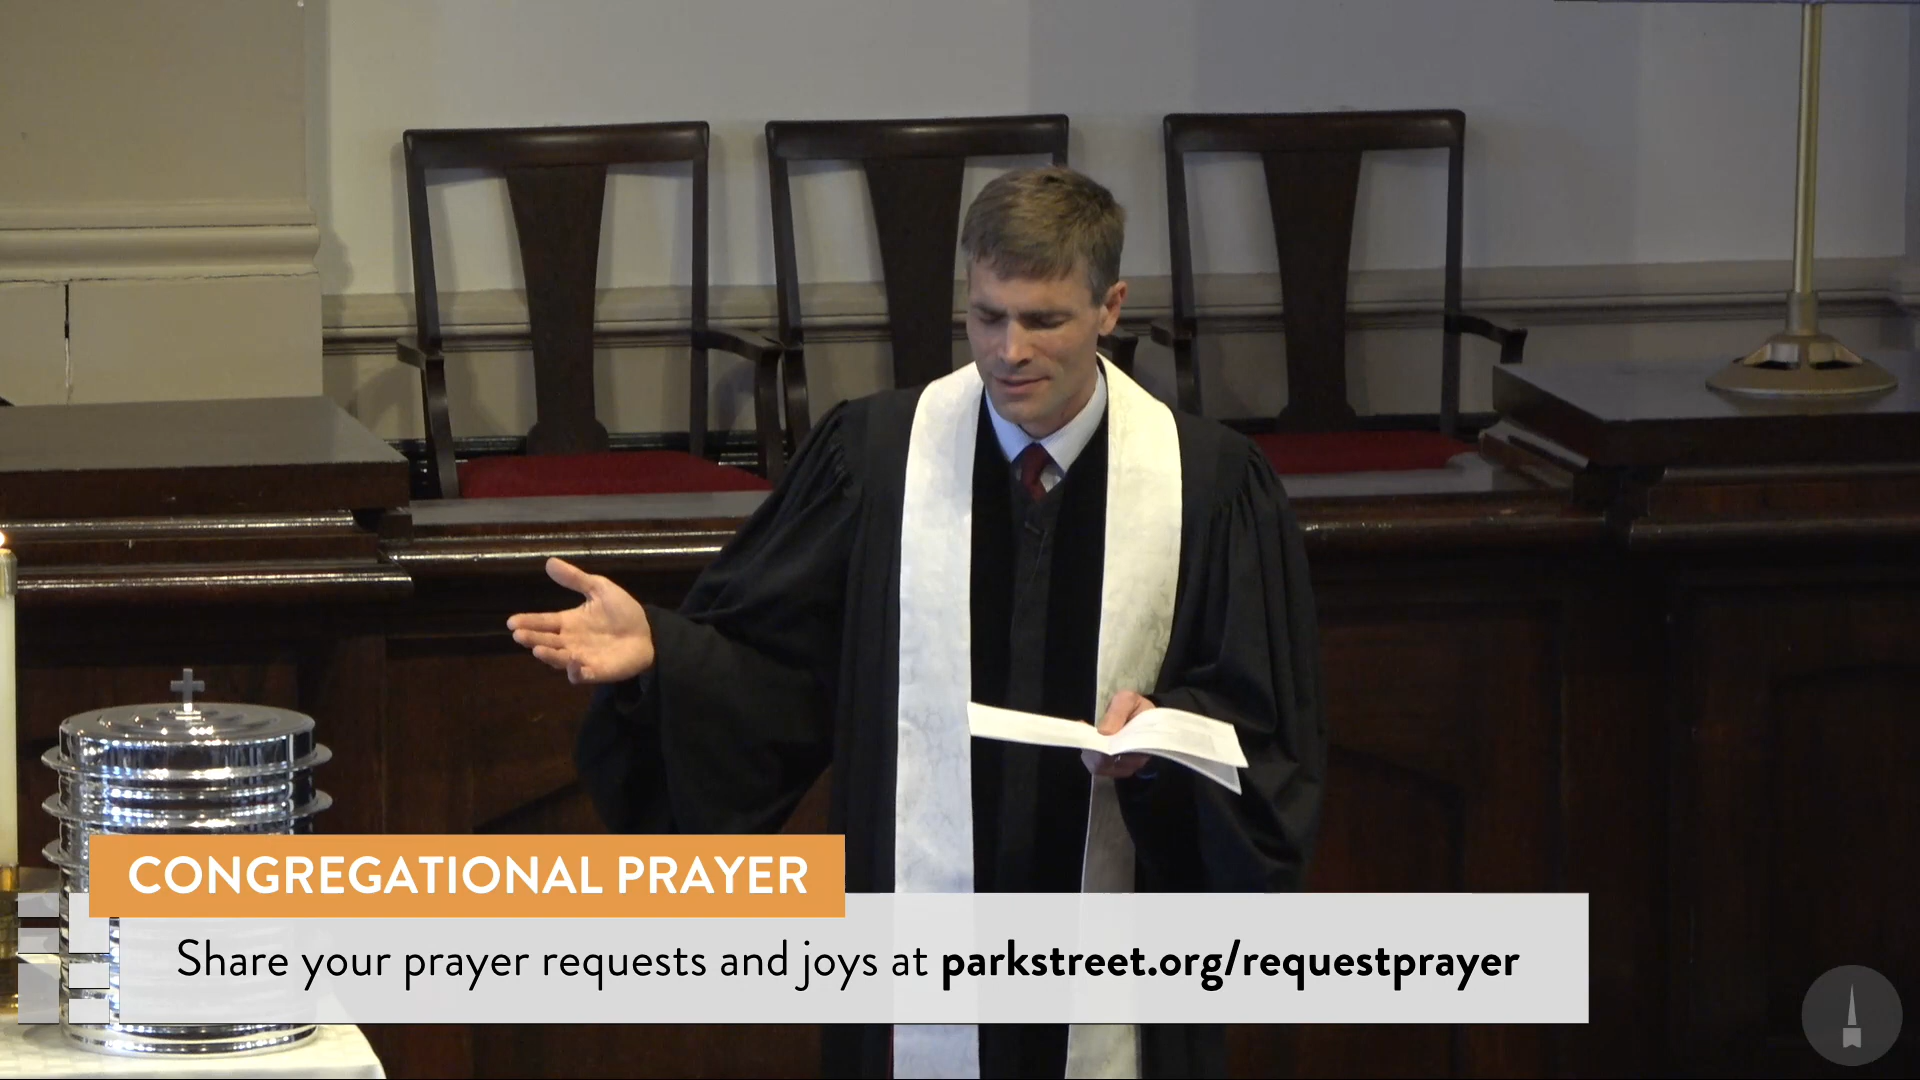 CONGREGATIONAL PRAYER
Share your prayer requests and joys at parkstreet.org/requestprayer